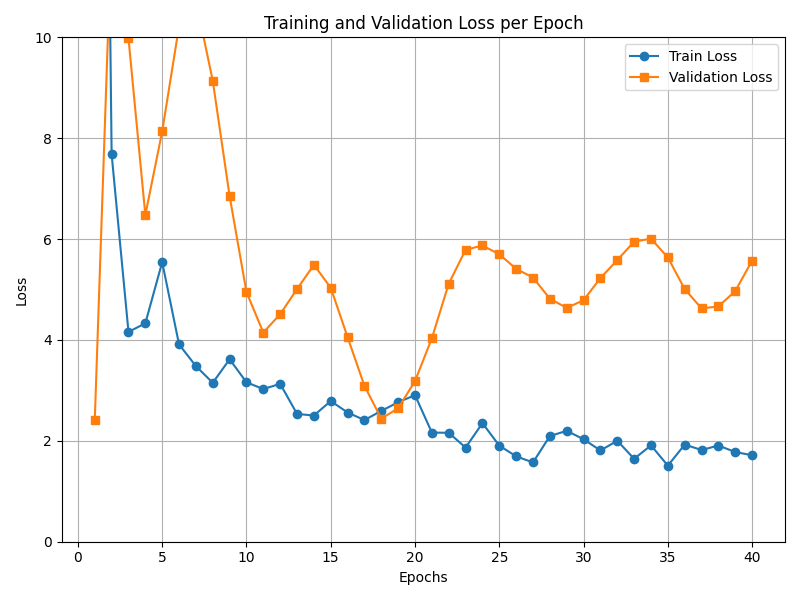 Training and Validation Loss per Epoch
Train Loss
Validation Loss
Loss
10
8
6
4
2
0
0 5 10 15 20 25 30 35 40
Epochs